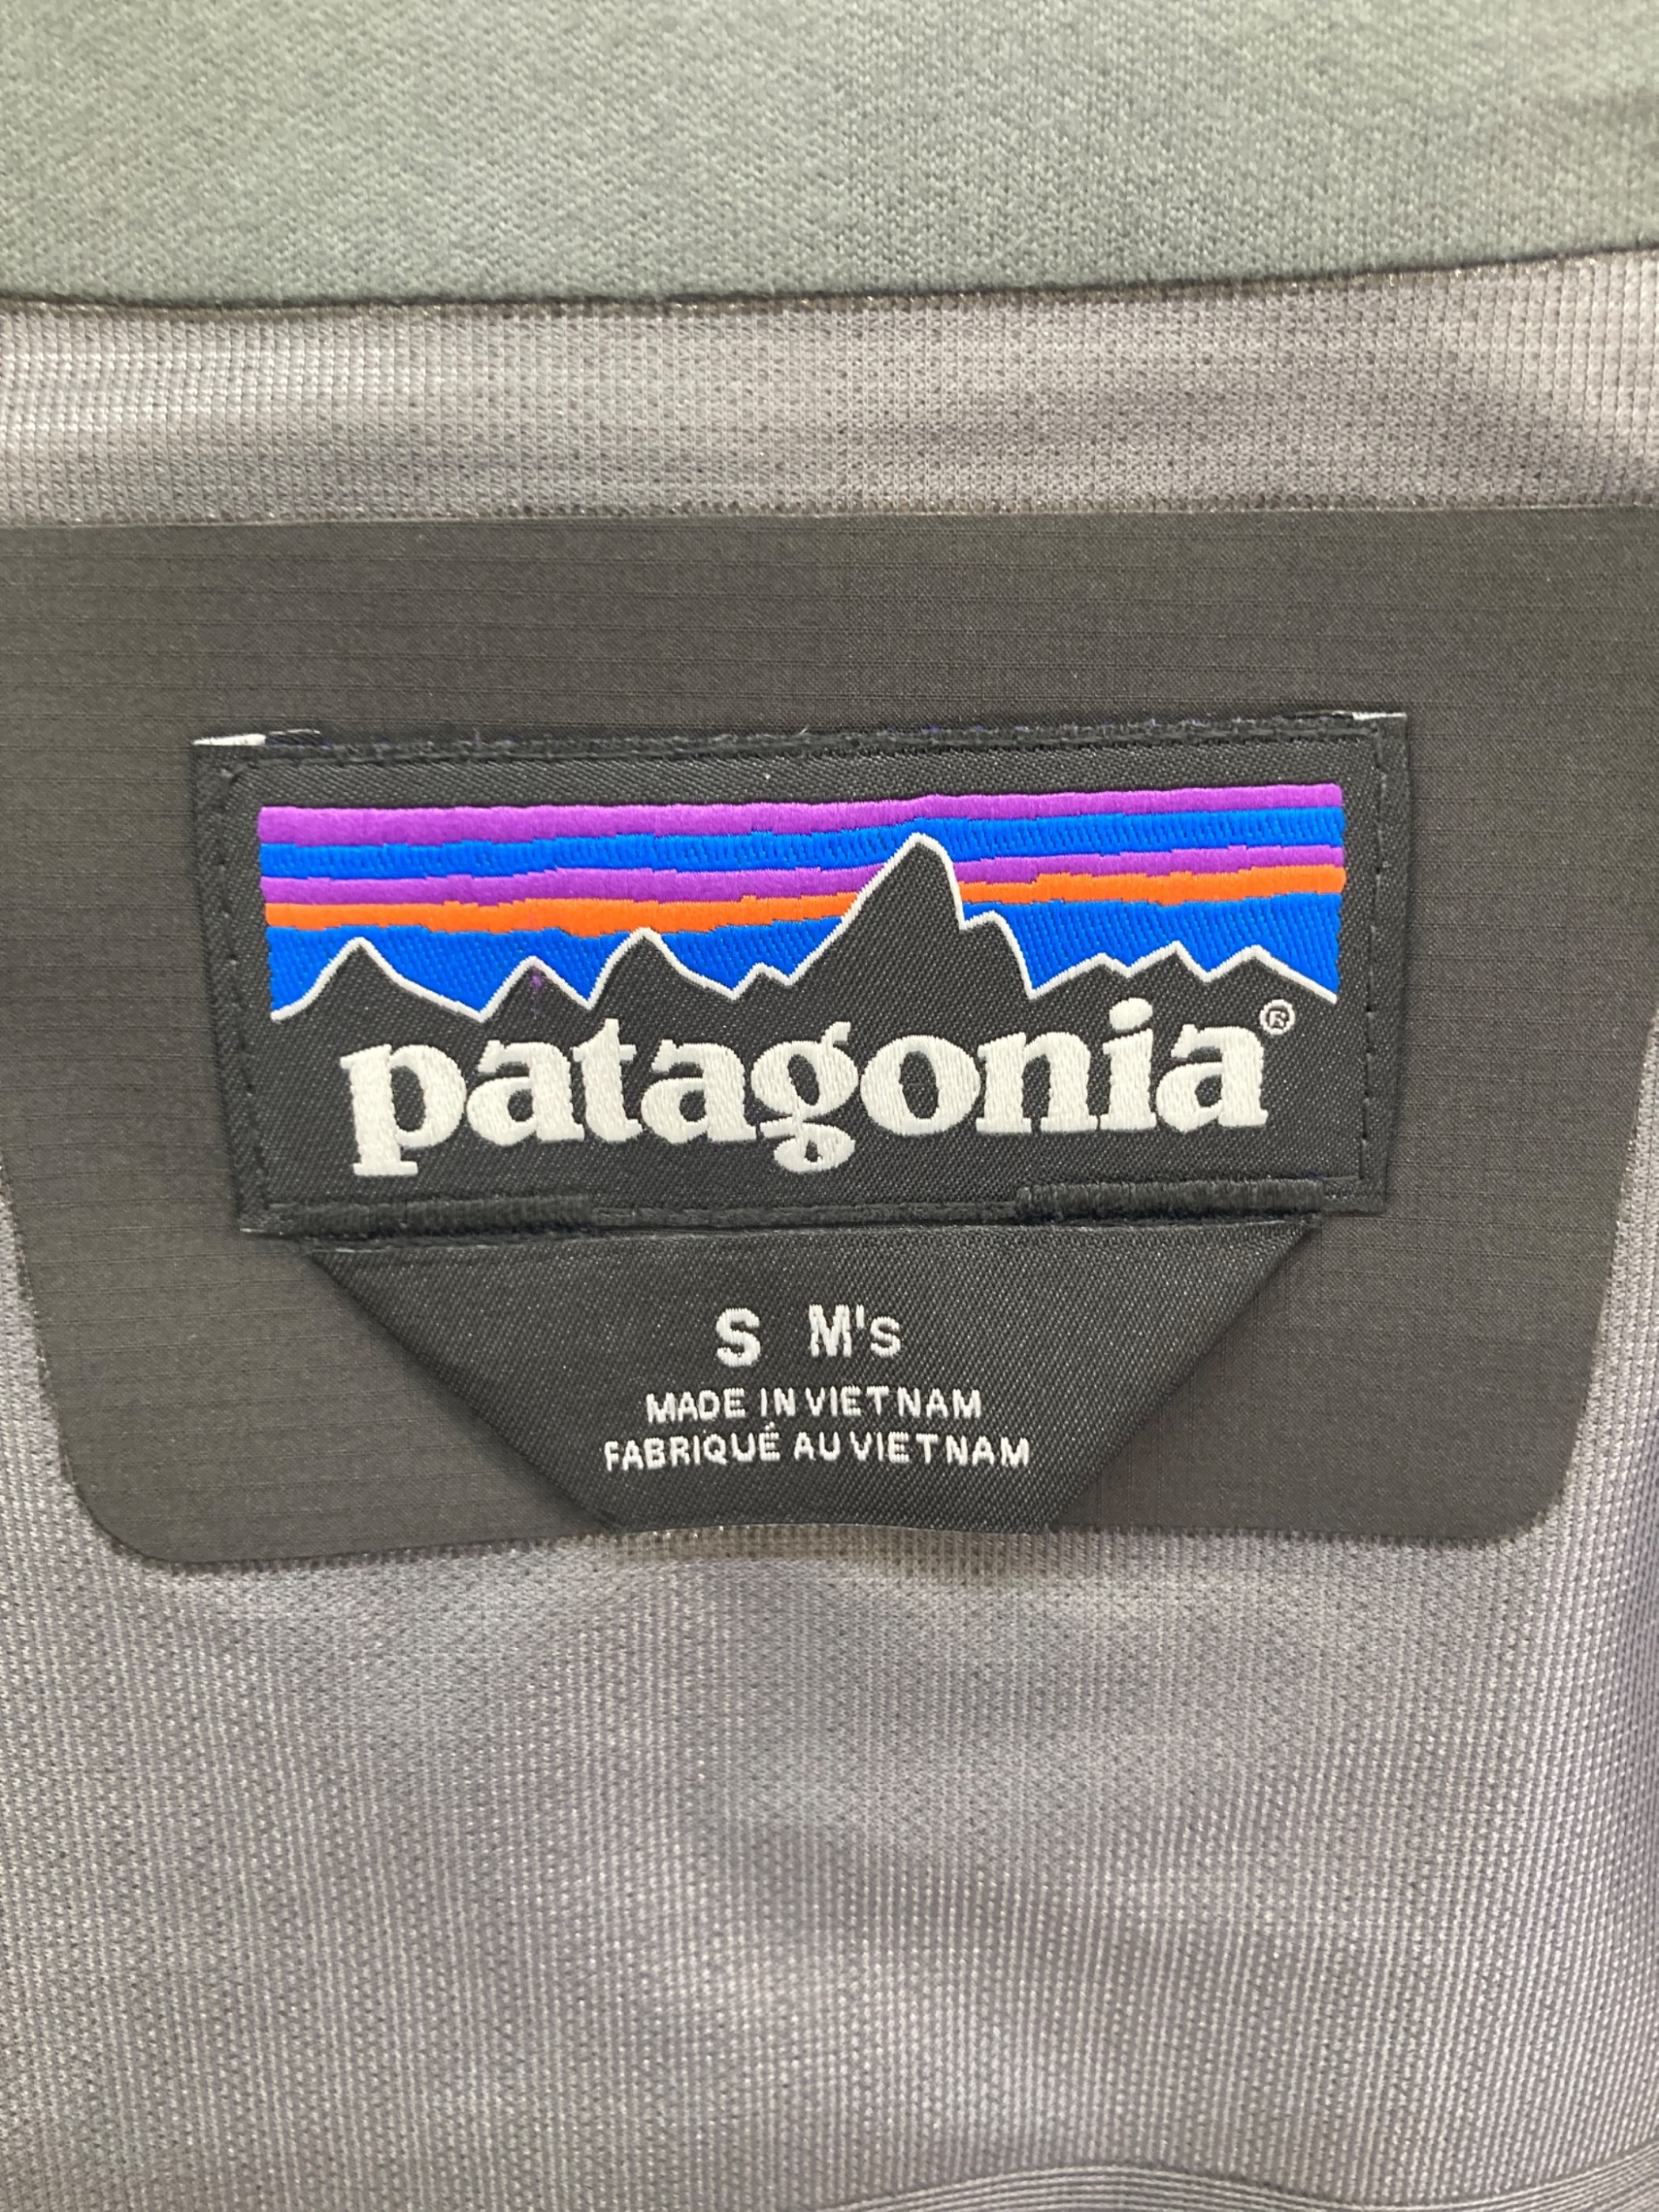 patagonia®
S M's
MADE IN VIETNAM
FABRIQUÉ AU VIETNAM